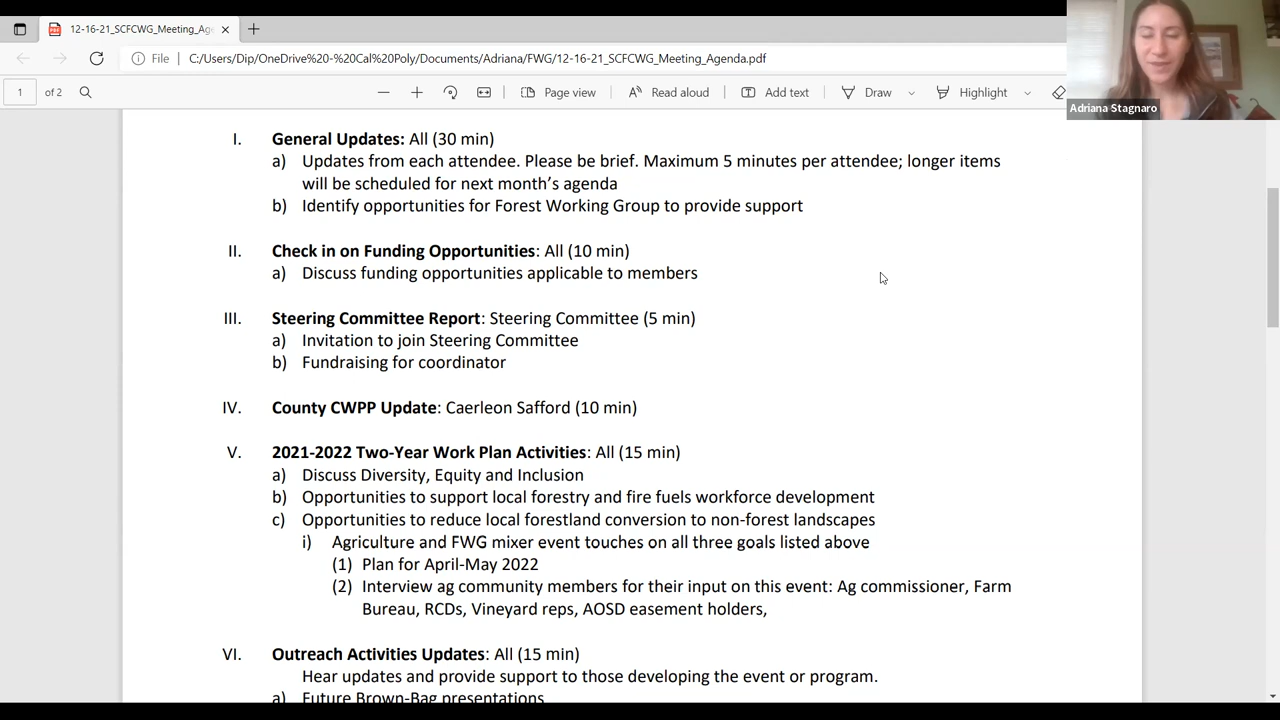 12-16-21_SCFCWG_Meeting_Age
File C:/Users/Dip/OneDrive%20-%20Cal%20Poly/Documents/Adriana/FWG/12-16-21_SCFCWG_Meeting_Agenda.pdf
1 of 2 Page view Read aloud Add text Draw Highlight
Adriana Stagnaro
I. General Updates: All (30 min)
a) Updates from each attendee. Please be brief. Maximum 5 minutes per attendee; longer items
will be scheduled for next month's agenda
b) Identify opportunities for Forest Working Group to provide support
II. Check in on Funding Opportunities: All (10 min)
a) Discuss funding opportunities applicable to members
III. Steering Committee Report: Steering Committee (5 min)
a) Invitation to join Steering Committee
b) Fundraising for coordinator
IV. County CWPP Update: Caerleon Safford (10 min)
V. 2021-2022 Two-Year Work Plan Activities: All (15 min)
a) Discuss Diversity, Equity and Inclusion
b) Opportunities to support local forestry and fire fuels workforce development
c) Opportunities to reduce local forestland conversion to non-forest landscapes
i) Agriculture and FWG mixer event touches on all three goals listed above
(1) Plan for April-May 2022
(2) Interview ag community members for their input on this event: Ag commissioner, Farm
Bureau, RCDs, Vineyard reps, AOSD easement holders,
VI. Outreach Activities Updates: All (15 min)
Hear updates and provide support to those developing the event or program.
a) Future Brown-Bag presentations